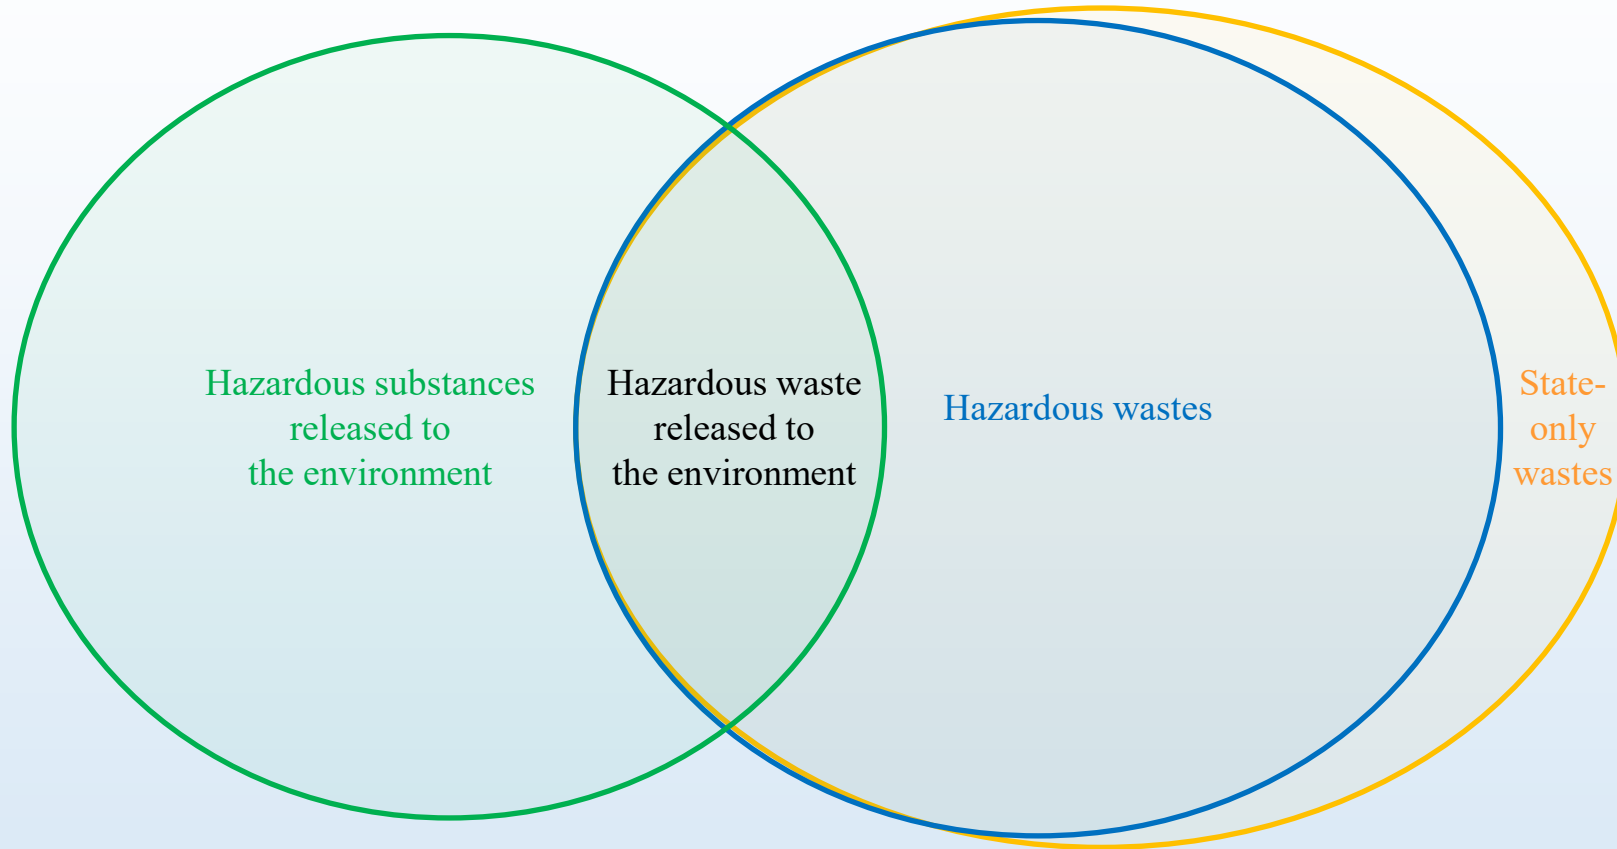 Hazardous substances
released to
the environment
Hazardous waste
released to
the environment
Hazardous wastes
State-
only
wastes